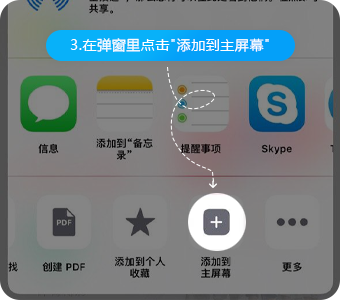 共享。
3.在弹窗里点击"添加到主屏幕"
信息
添加到“备忘
录”
提醒事项
Skype
找
创建 PDF
PDF
添加到个人
收藏
添加到
主屏幕
更多